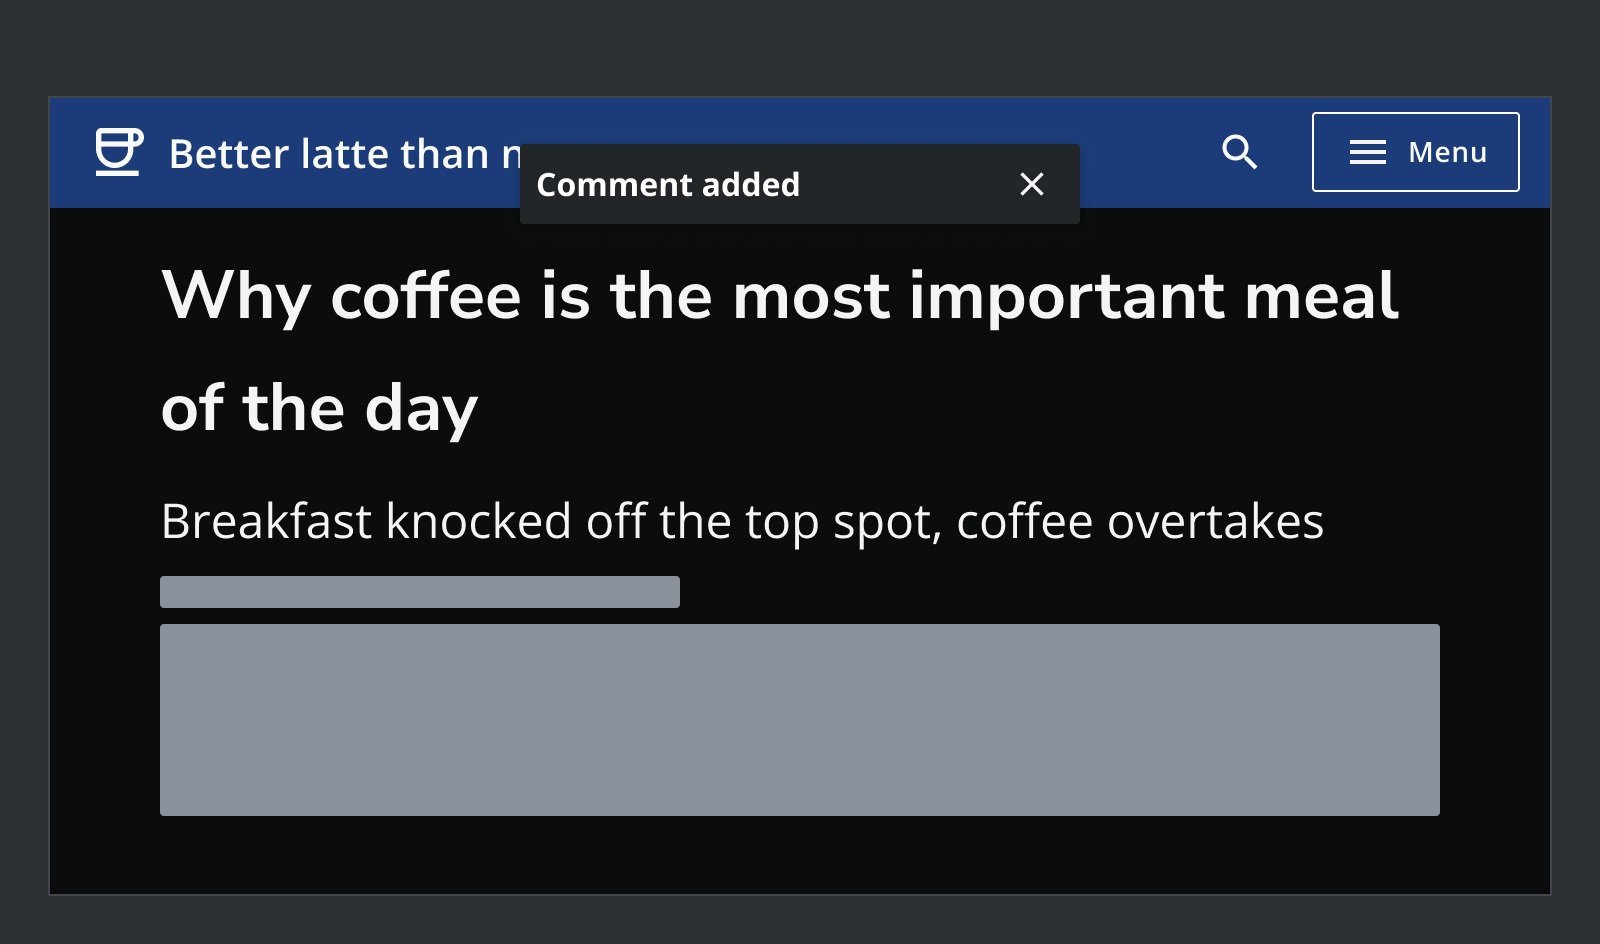 Better latte than n
Comment added
Menu
Why coffee is the most important meal
of the day
Breakfast knocked off the top spot, coffee overtakes